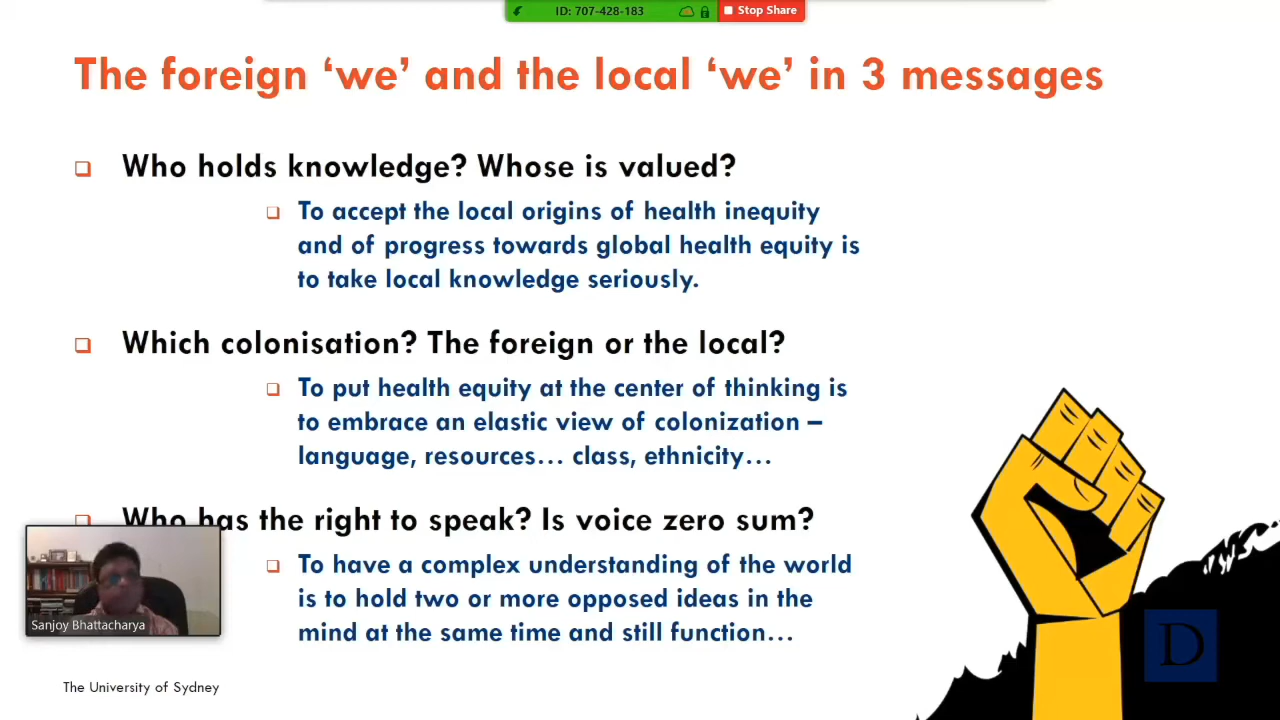 ID: 707-428-183
Stop Share
The foreign ‘we’ and the local ‘we’ in 3 messages
Who holds knowledge? Whose is valued?
To accept the local origins of health inequity
and of progress towards global health equity is
to take local knowledge seriously.
Which colonisation? The foreign or the local?
To put health equity at the center of thinking is
to embrace an elastic view of colonization –
language, resources… class, ethnicity…
Who has the right to speak? Is voice zero sum?
To have a complex understanding of the world
is to hold two or more opposed ideas in the
mind at the same time and still function…
Sanjoy Bhattacharya
The University of Sydney
D